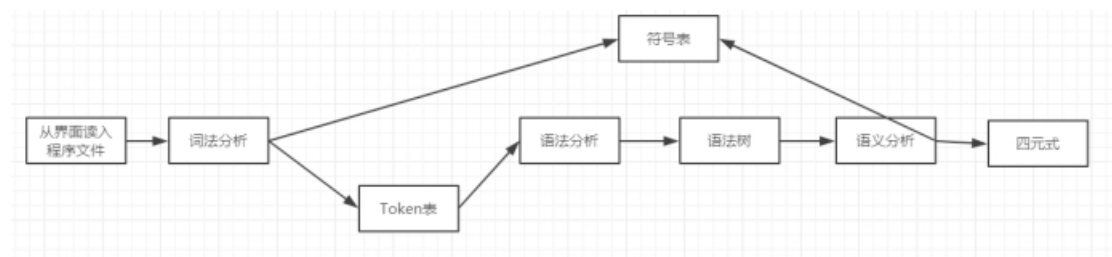 符号表
从界面读入
程序文件
词法分析
语法分析
语法树
语义分析
四元式
Token表